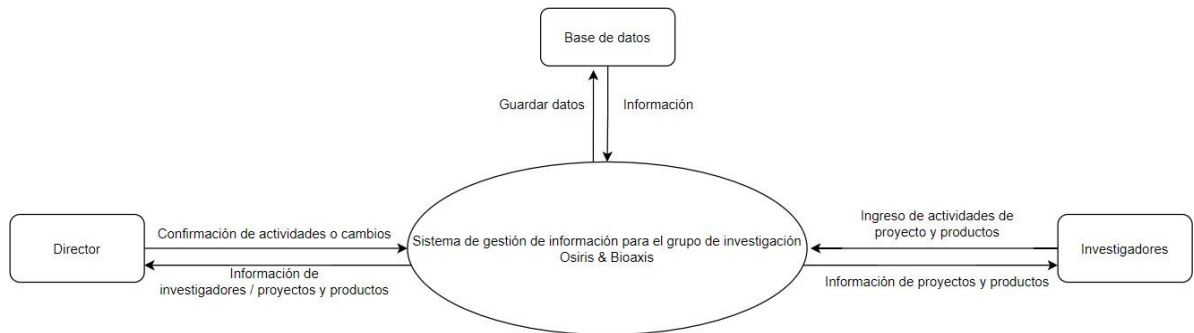 Base de datos
Guardar datos
Información
Director
Confirmación de actividades o cambios
Información de
investigadores / proyectos y productos
Sistema de gestión de información para el grupo de investigación
Osiris & Bioaxis
Ingreso de actividades de
proyecto y productos
Información de proyectos y productos
Investigadores